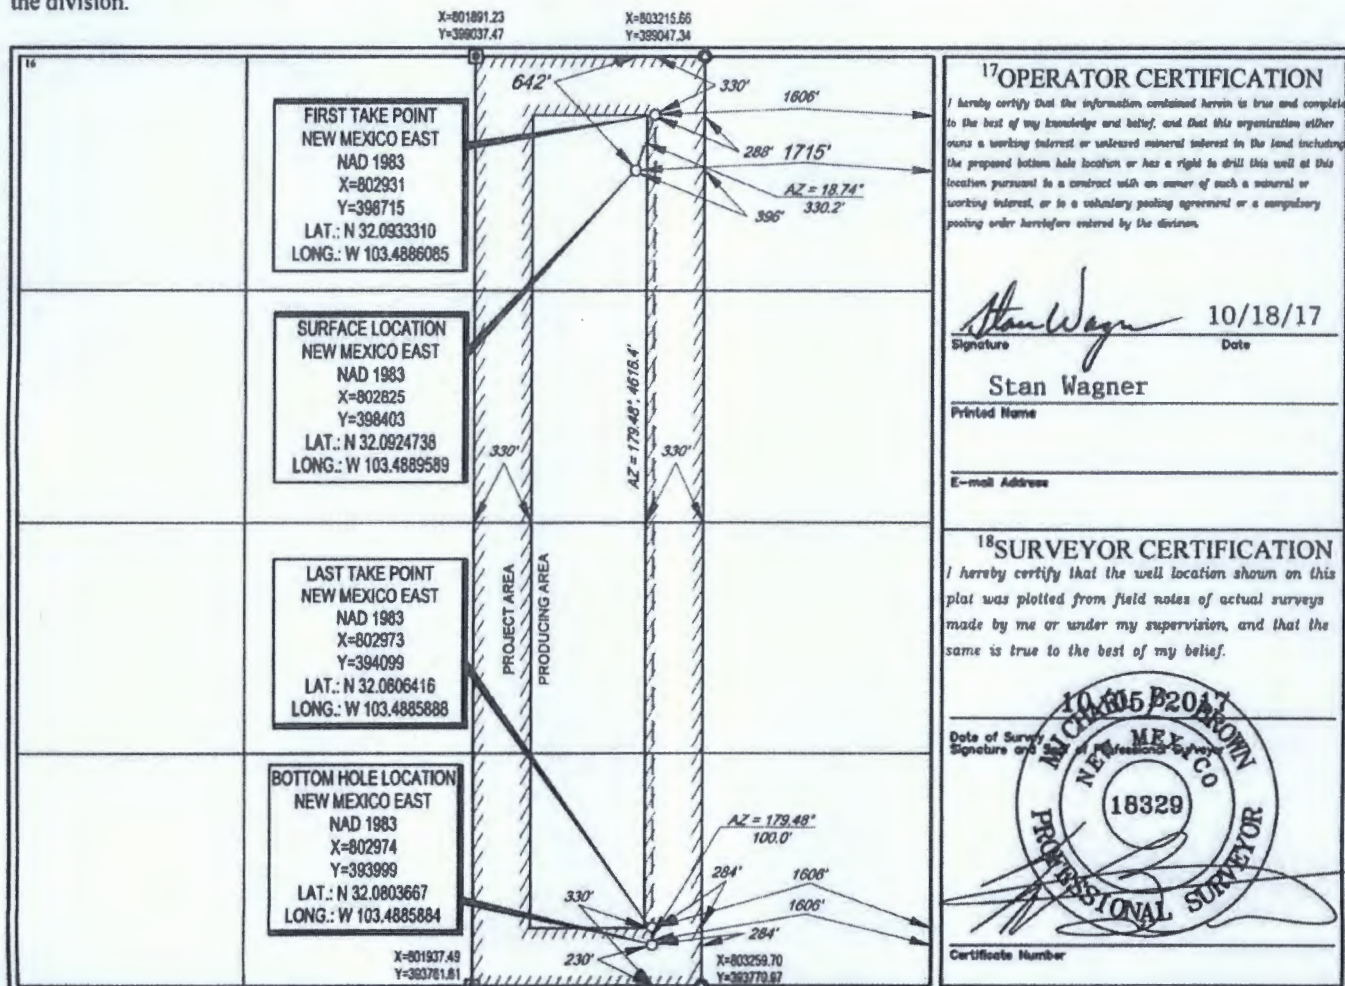 the division.
X=801891.23
Y=399037.47
X=803215.66
Y=399047.34
16
642'
330'
1606'
288'
1715'
AZ = 18.74°
330.2'
396'
FIRST TAKE POINT
NEW MEXICO EAST
NAD 1983
X=802931
Y=398715
LAT.: N 32.0933310
LONG.: W 103.4886085
SURFACE LOCATION
NEW MEXICO EAST
NAD 1983
X=802825
Y=398403
LAT.: N 32.0924738
LONG.: W 103.4889589
330'
AZ = 179.48°, 4616.4'
330'
LAST TAKE POINT
NEW MEXICO EAST
NAD 1983
X=802973
Y=394099
LAT.: N 32.0806416
LONG.: W 103.4885888
PROJECT AREA
PRODUCING AREA
BOTTOM HOLE LOCATION
NEW MEXICO EAST
NAD 1983
X=802974
Y=393999
LAT.: N 32.0803667
LONG.: W 103.4885884
AZ = 179.48°
100.0'
284'
1606'
330'
1606'
284'
230'
X=801937.49
Y=393761.61
X=803259.70
Y=393770.97
17OPERATOR CERTIFICATION
I hereby certify that the information contained herein is true and complete
to the best of my knowledge and belief, and that this organization either
owns a working interest or unleased mineral interest in the land including
the proposed bottom hole location or has a right to drill this well at this
location pursuant to a contract with an owner of such a mineral or
working interest, or to a voluntary pooling agreement or a compulsory
pooling order heretofore entered by the division.
Stan Wagner 10/18/17
Signature Date
Stan Wagner
Printed Name
E-mail Address
18SURVEYOR CERTIFICATION
I hereby certify that the well location shown on this
plat was plotted from field notes of actual surveys
made by me or under my supervision, and that the
same is true to the best of my belief.
10/05/2017
Date of Survey
Signature and Seal of Professional Surveyor
MICHAEL BROWN
NEW MEXICO
18329
PROFESSIONAL SURVEYOR
Certificate Number